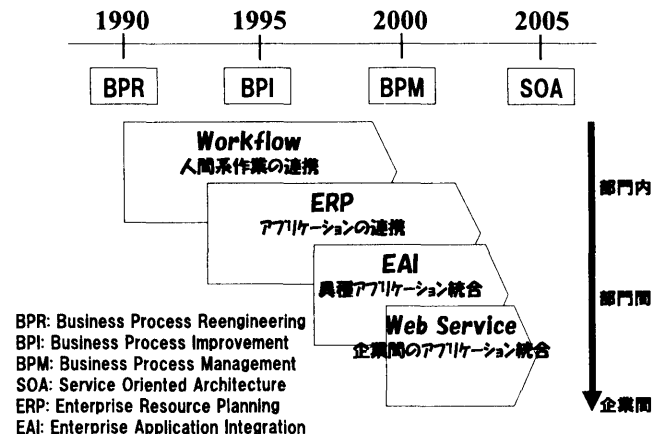 1990 1995 2000 2005
BPR BPI BPM SOA
Workflow
人間系作業の連携
部門内
ERP
アプリケーションの連携
EAI
異種アプリケーション統合
部門間
Web Service
企業間のアプリケーション統合
BPR: Business Process Reengineering
BPI: Business Process Improvement
BPM: Business Process Management
SOA: Service Oriented Architecture
ERP: Enterprise Resource Planning
企業間
EAI: Enterprise Application Integration